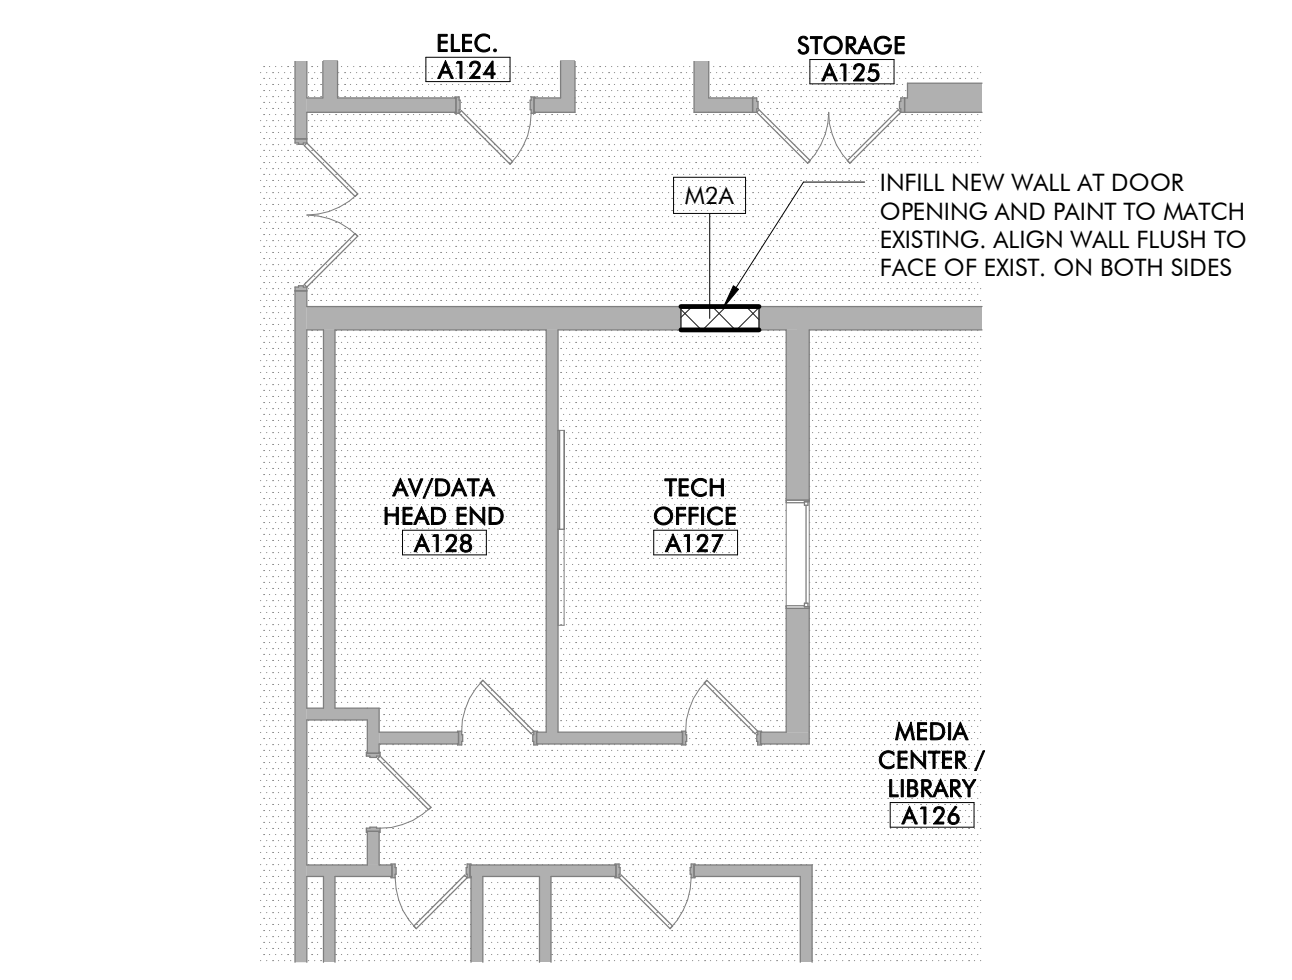 ELEC.
A124
STORAGE
A125
M2A
INFILL NEW WALL AT DOOR
OPENING AND PAINT TO MATCH
EXISTING. ALIGN WALL FLUSH TO
FACE OF EXIST. ON BOTH SIDES
AV/DATA
HEAD END
A128
TECH
OFFICE
A127
MEDIA
CENTER /
LIBRARY
A126